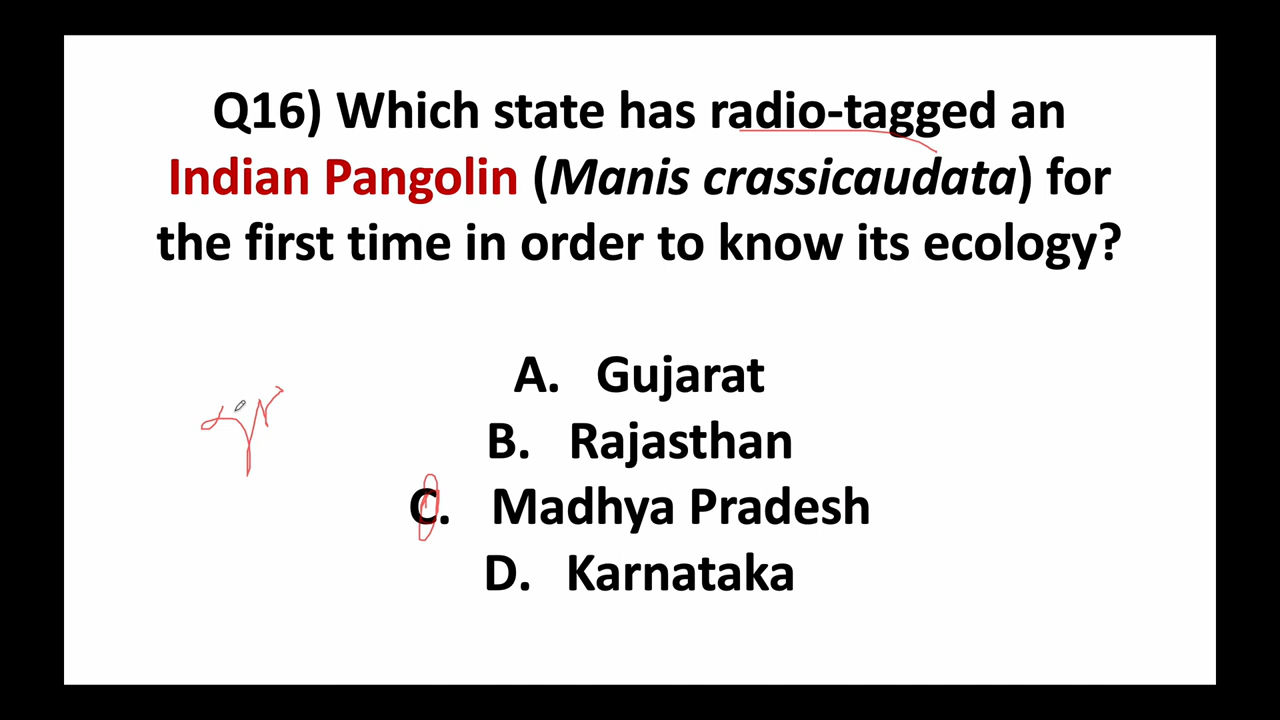 Q16) Which state has radio-tagged an
Indian Pangolin (Manis crassicaudata) for
the first time in order to know its ecology?
A. Gujarat
B. Rajasthan
C. Madhya Pradesh
D. Karnataka